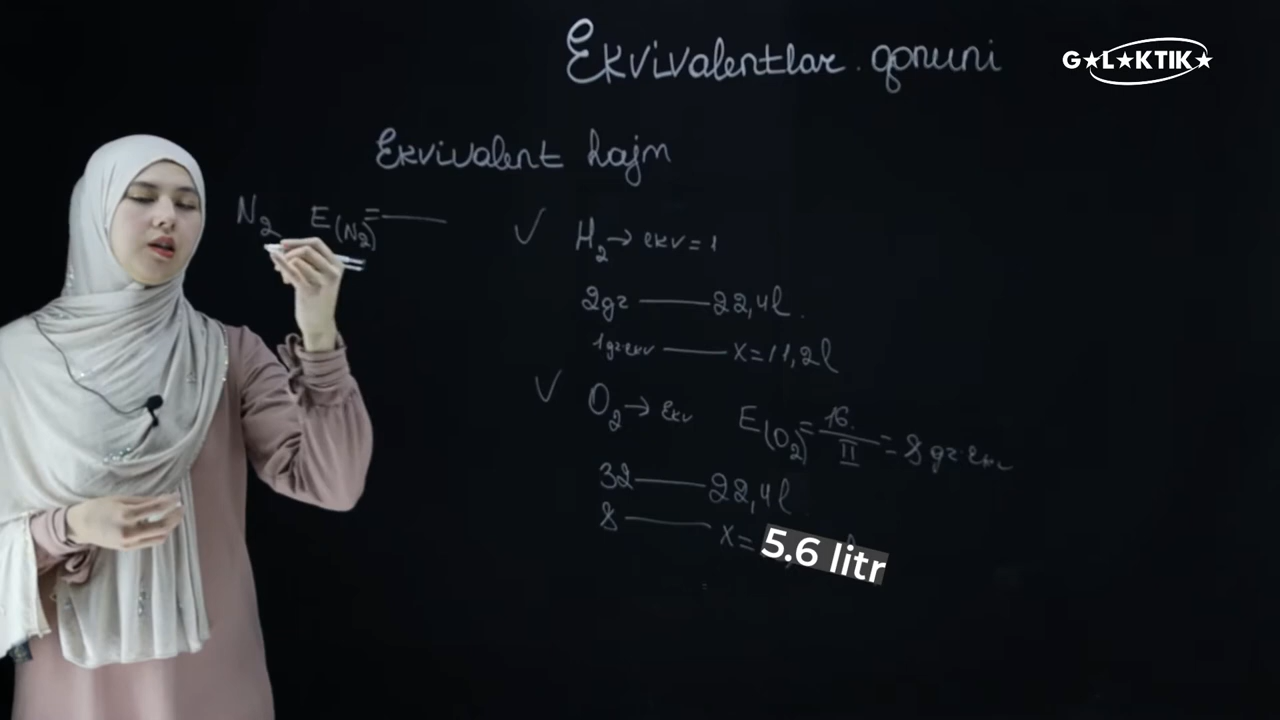 Ekvivalentlar qonuni
G★L★KTIK★
Ekvivalent hajm
N₂ E(N₂)=
✓ H₂→ ekv = 1
2gr — 22,4l.
1gr ekv — x=11,2l
✓ O₂→ ekv E(O₂)=16/II=8 gr ekv
32 — 22,4l
8 — x= 5.6 litr